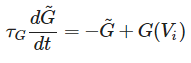 τ_G dG̃/dt = −G̃ + G(V_i)